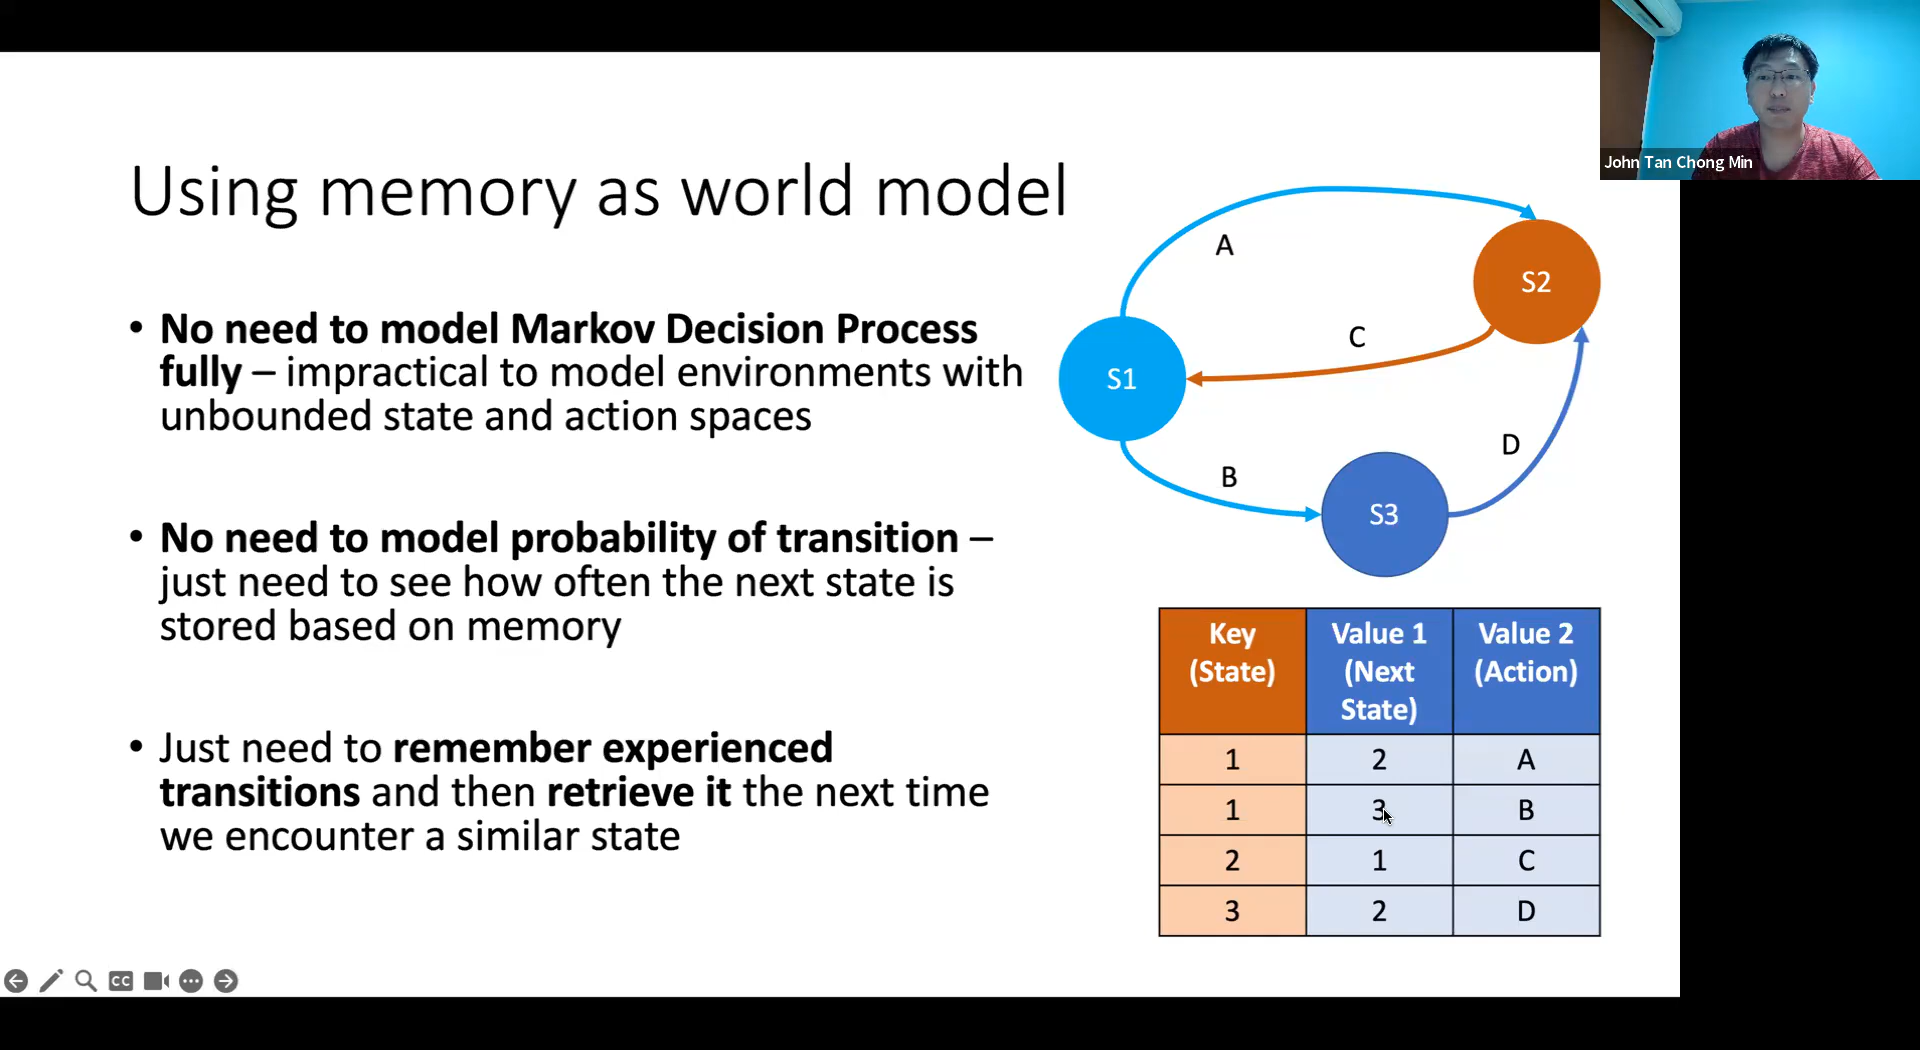 John Tan Chong Min
Using memory as world model
• No need to model Markov Decision Process
fully – impractical to model environments with
unbounded state and action spaces
• No need to model probability of transition –
just need to see how often the next state is
stored based on memory
• Just need to remember experienced
transitions and then retrieve it the next time
we encounter a similar state
A
S2
C
S1
D
B
S3
Key (State) Value 1 (Next State) Value 2 (Action)
1 2 A
1 3 B
2 1 C
3 2 D
CC